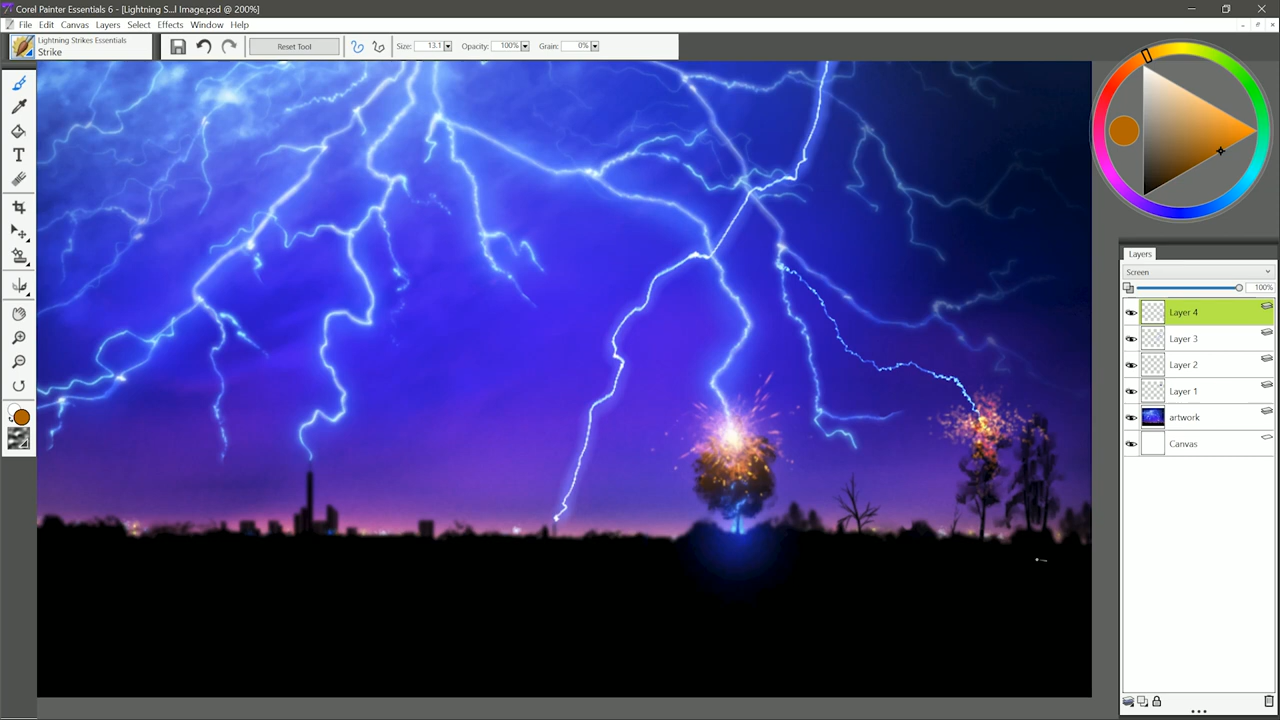 Corel Painter Essentials 6 - [Lightning S...l Image.psd @ 200%]
File Edit Canvas Layers Select Effects Window Help
Lightning Strikes Essentials
Strike
Reset Tool
Size: 13.1
Opacity: 100%
Grain: 0%
Layers
Screen
100%
Layer 4
Layer 3
Layer 2
Layer 1
artwork
Canvas